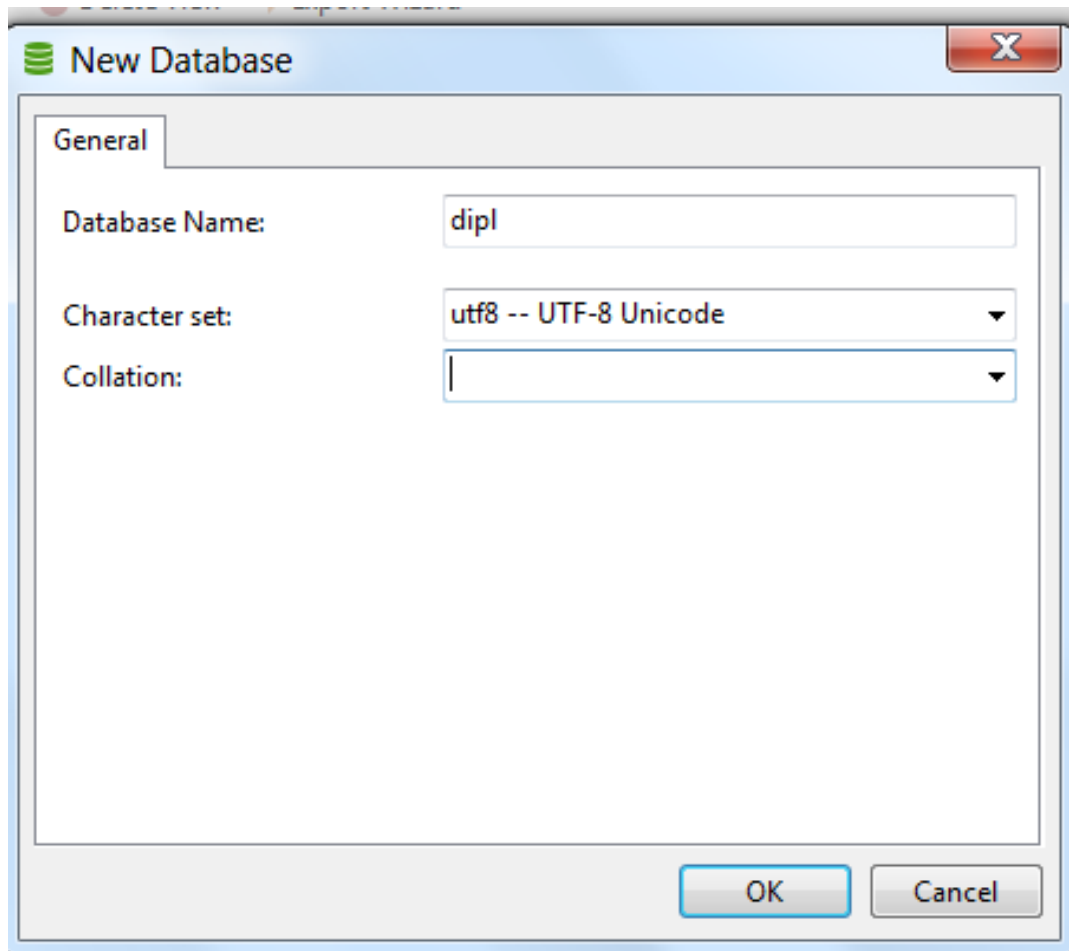 New Database
General
Database Name: dipl
Character set: utf8 -- UTF-8 Unicode
Collation:
OK Cancel